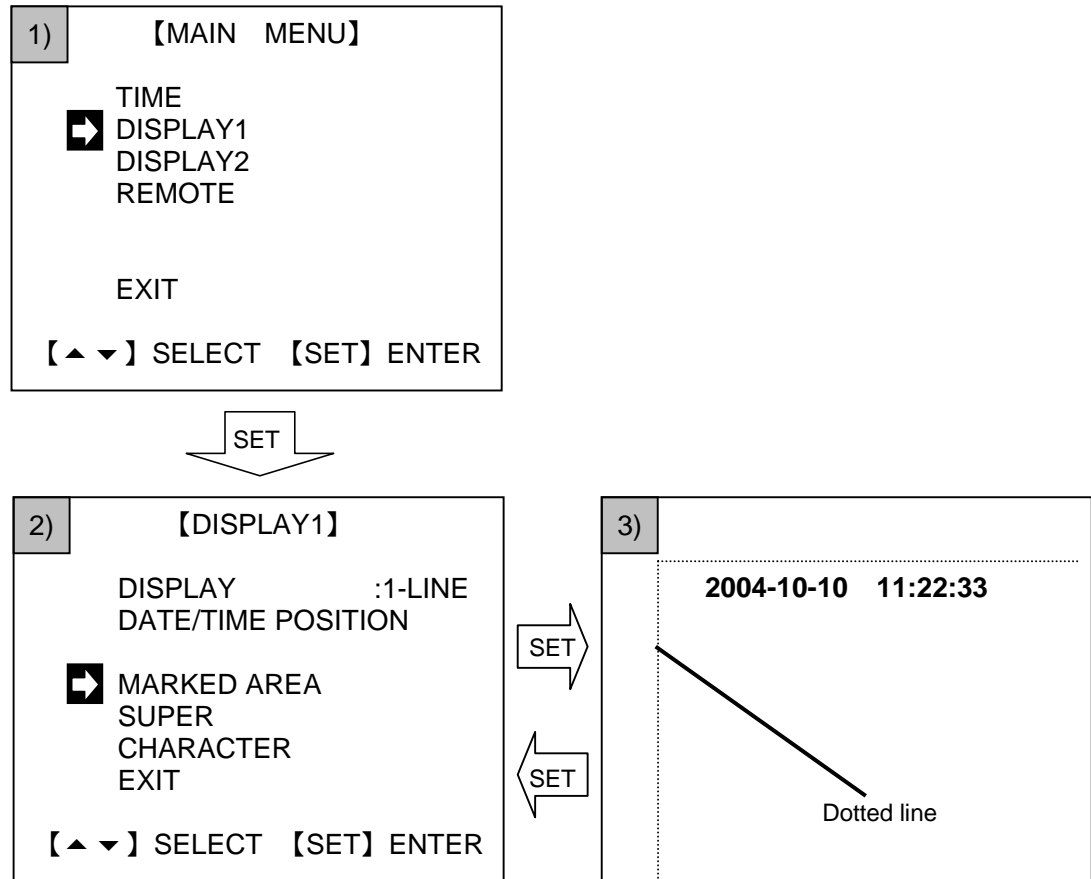 1)
【MAIN MENU】
TIME
DISPLAY1
DISPLAY2
REMOTE
EXIT
【▲ ▼】SELECT 【SET】ENTER
SET
2)
【DISPLAY1】
DISPLAY :1-LINE
DATE/TIME POSITION
MARKED AREA
SUPER
CHARACTER
EXIT
【▲ ▼】SELECT 【SET】ENTER
SET
SET
3)
2004-10-10 11:22:33
Dotted line